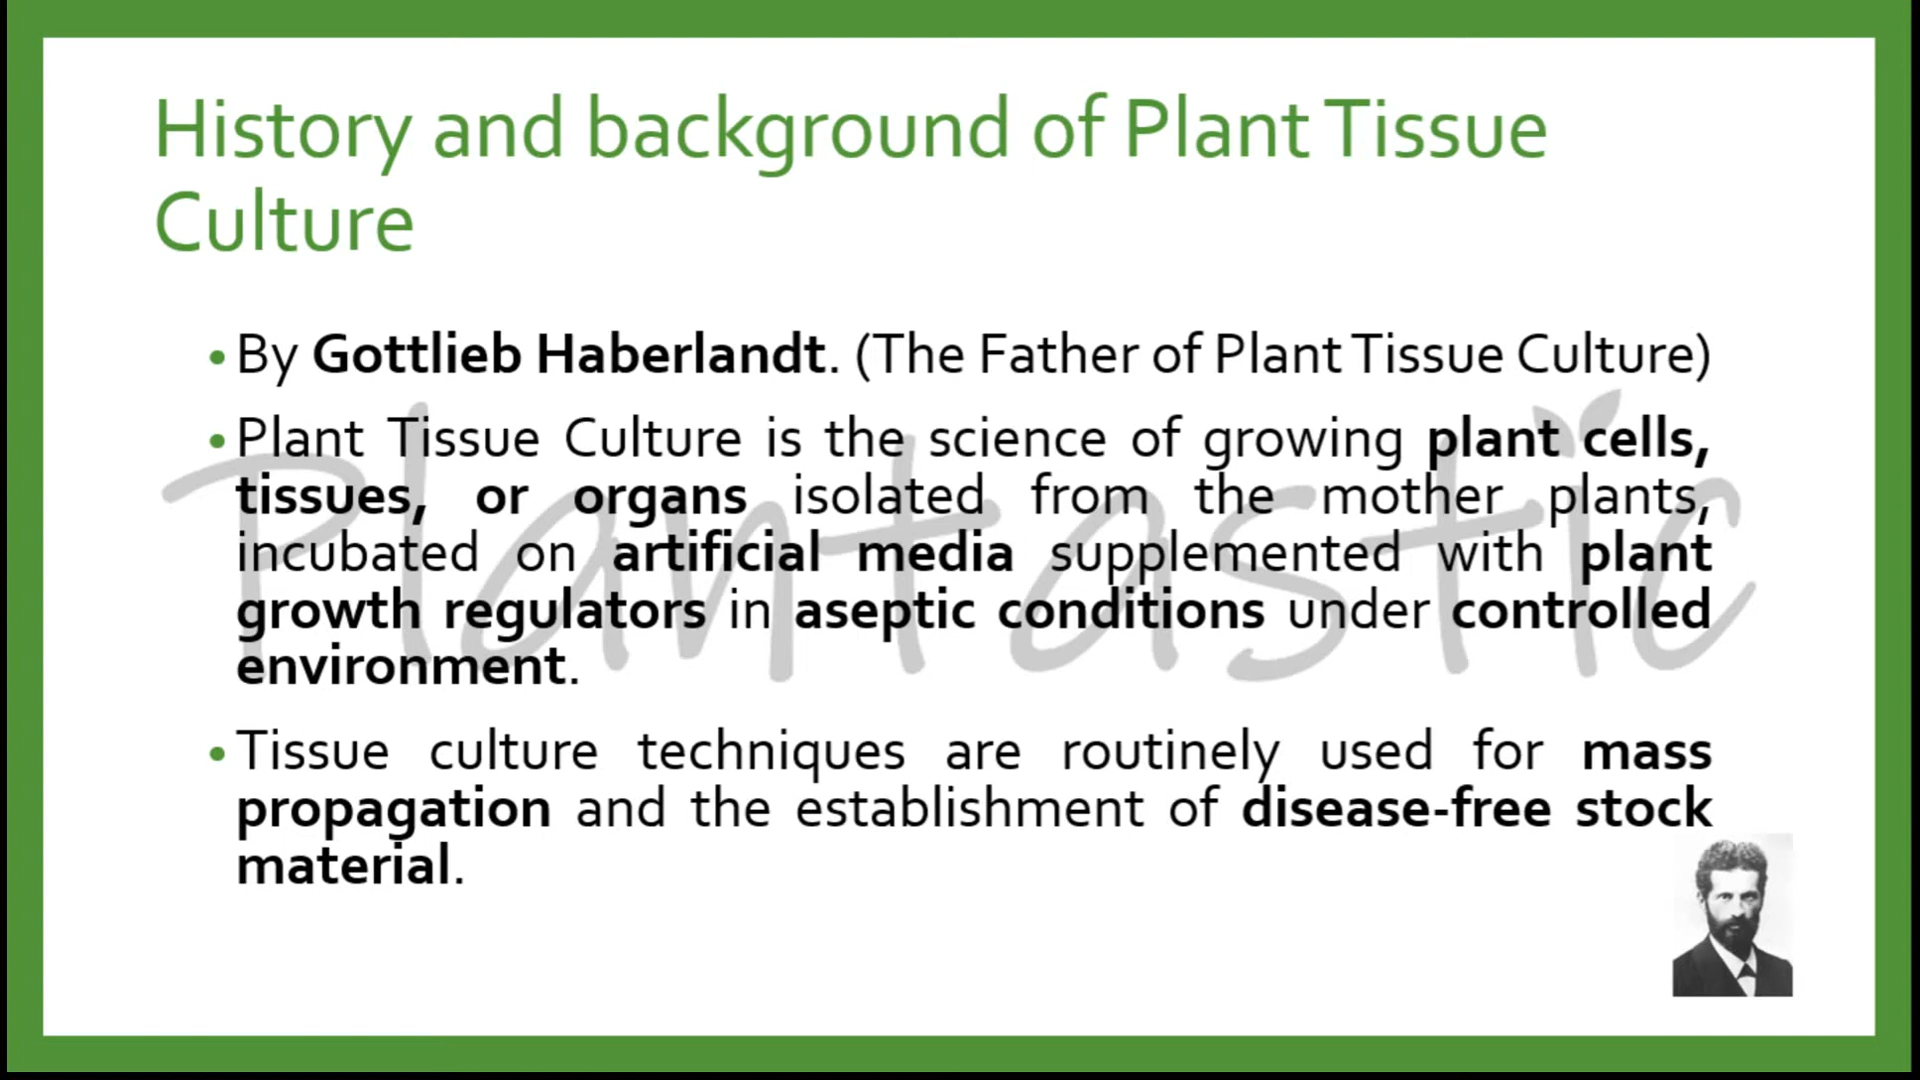 History and background of Plant Tissue
Culture
• By Gottlieb Haberlandt. (The Father of Plant Tissue Culture)
• Plant Tissue Culture is the science of growing plant cells,
tissues, or organs isolated from the mother plants,
incubated on artificial media supplemented with plant
growth regulators in aseptic conditions under controlled
environment.
• Tissue culture techniques are routinely used for mass
propagation and the establishment of disease-free stock
material.
Plantastic